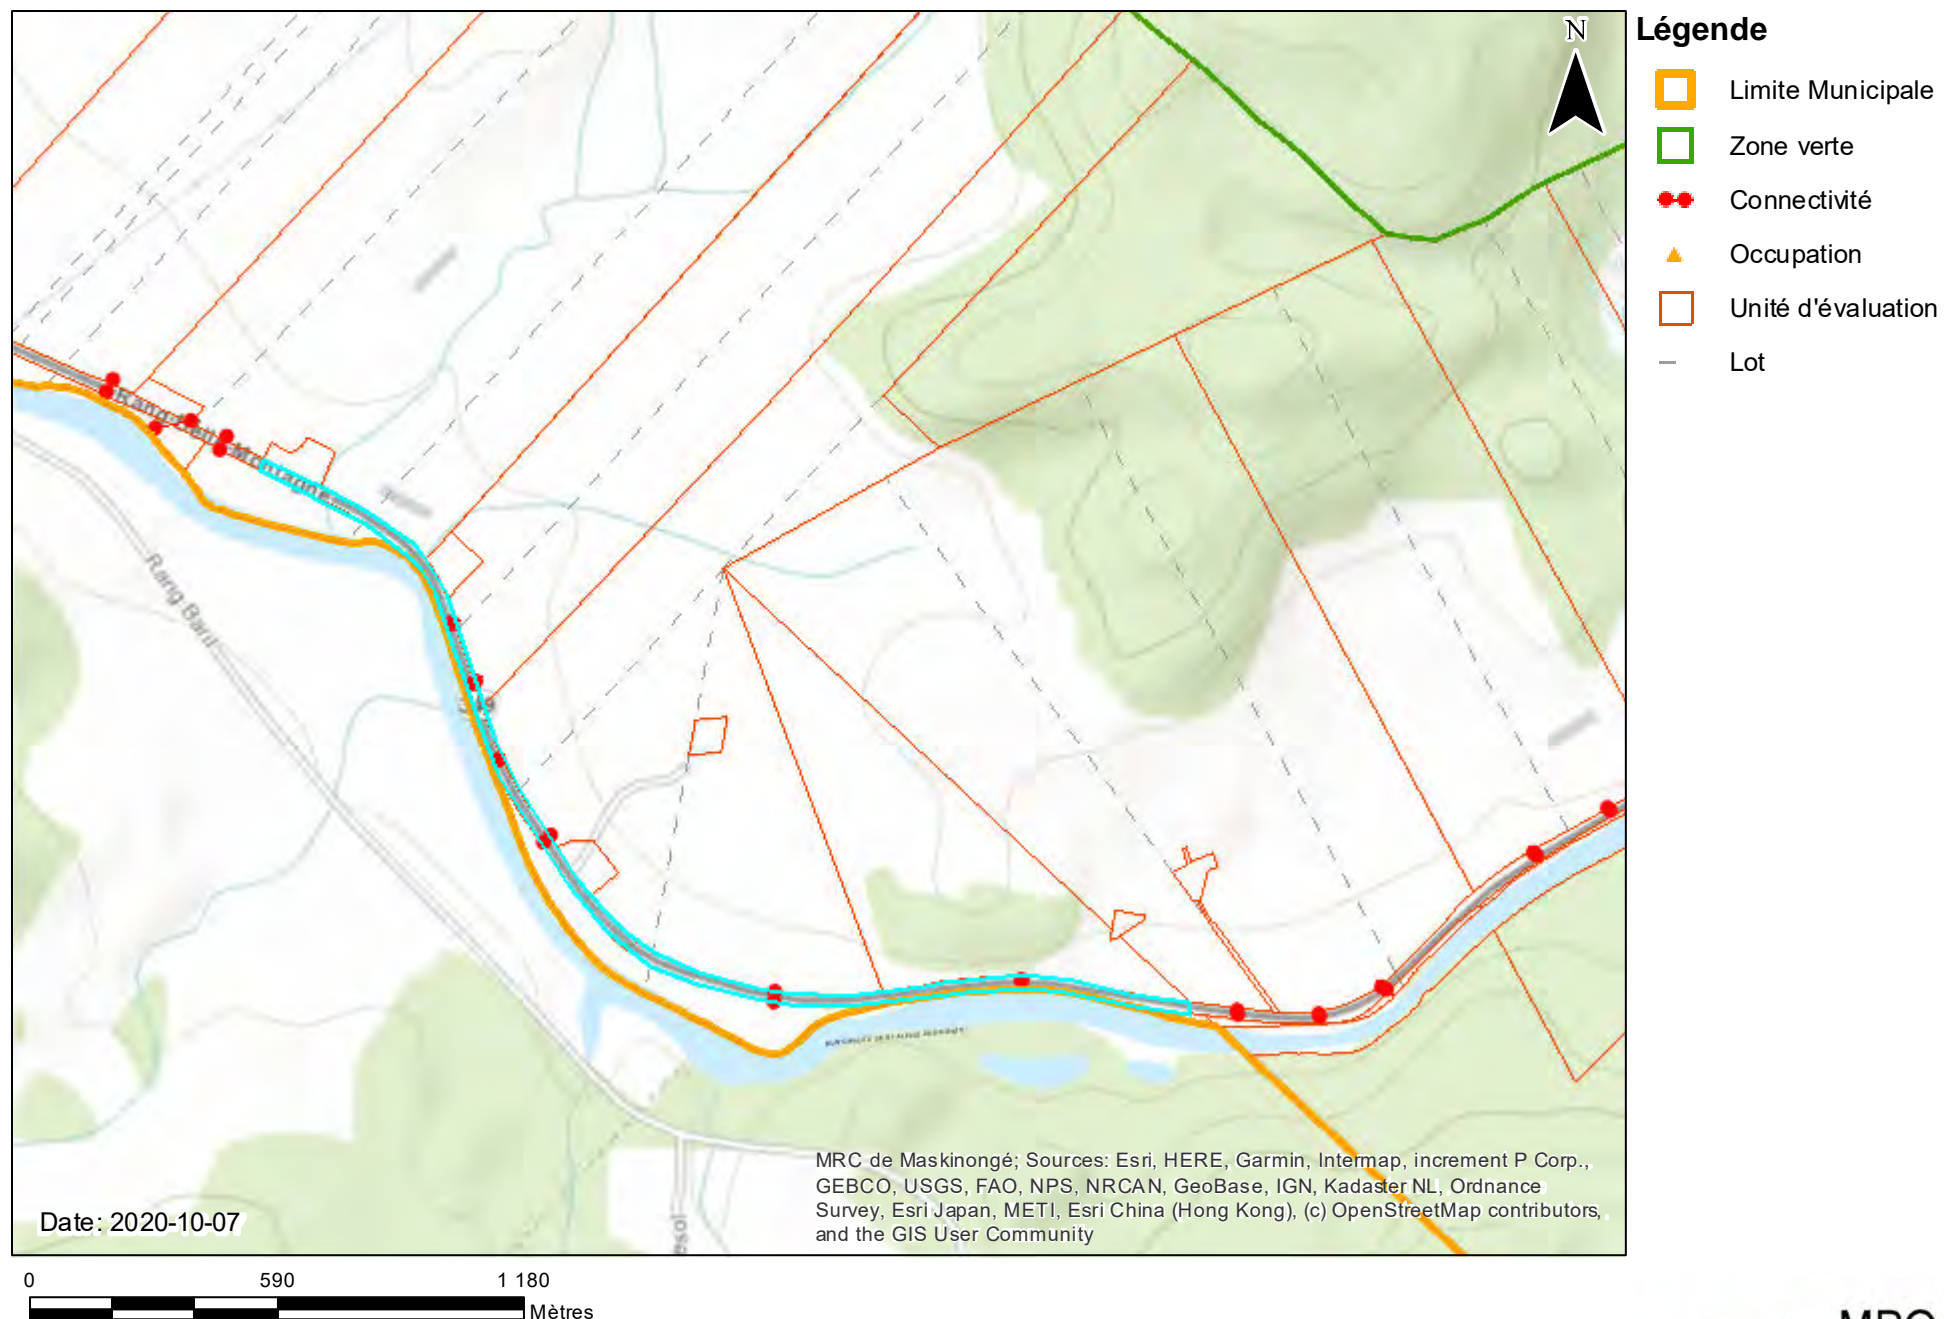 N
Légende
Limite Municipale
Zone verte
Connectivité
Occupation
Unité d'évaluation
Lot
Montagne
Rang Baril
MRC de Maskinongé; Sources: Esri, HERE, Garmin, Intermap, increment P Corp.,
GEBCO, USGS, FAO, NPS, NRCAN, GeoBase, IGN, Kadaster NL, Ordnance
Survey, Esri Japan, METI, Esri China (Hong Kong), (c) OpenStreetMap contributors,
and the GIS User Community
Date: 2020-10-07
0 590 1 180
Mètres